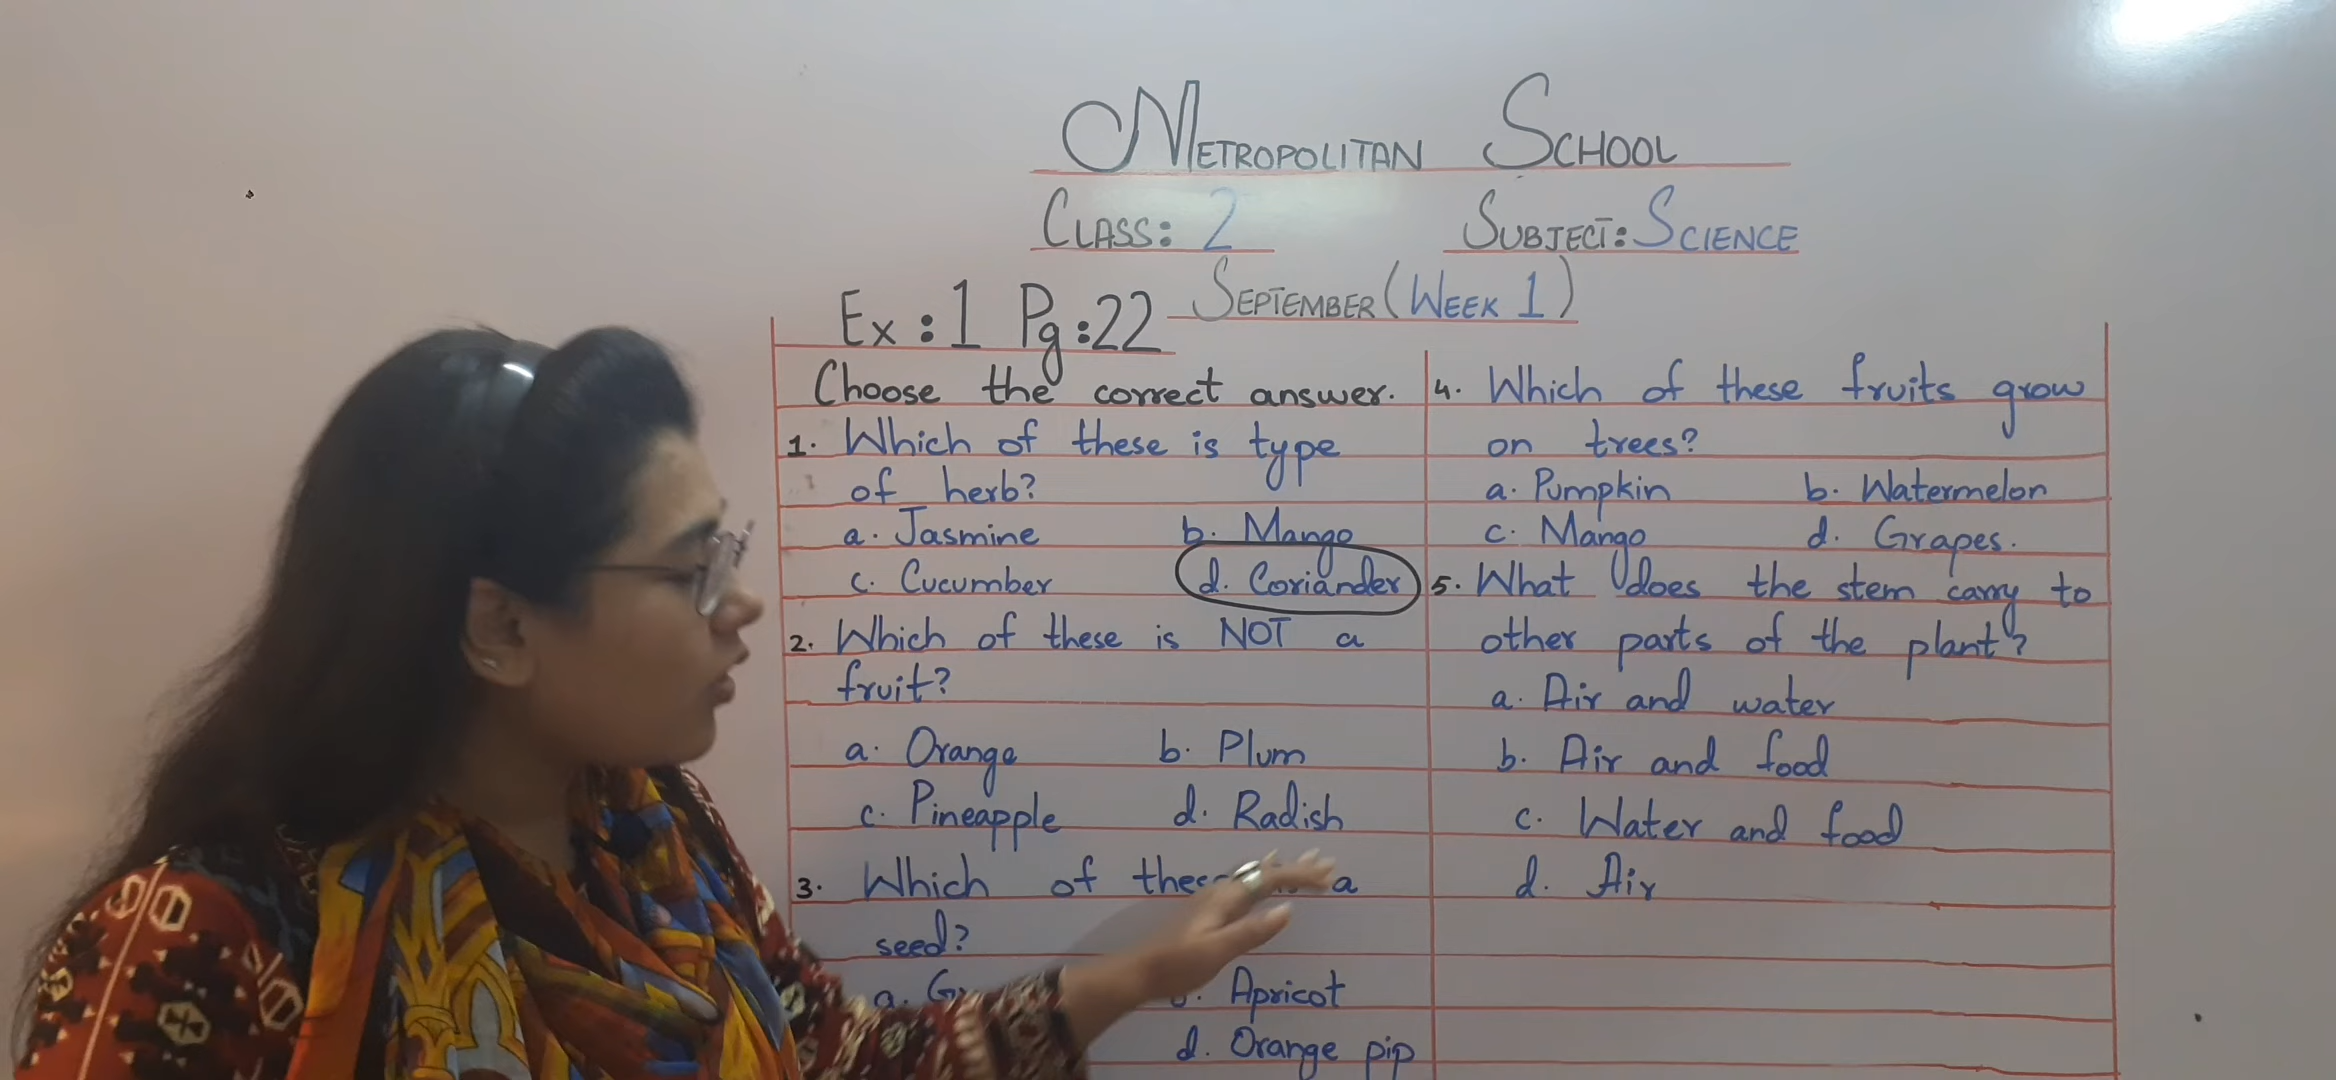 METROPOLITAN SCHOOL
CLASS: 2 SUBJECT: SCIENCE
SEPTEMBER (WEEK 1)
Ex: 1 Pg: 22
Choose the correct answer.
1. Which of these is type
of herb?
a. Jasmine b. Mango
c. Cucumber d. Coriander
2. Which of these is NOT a
fruit?
a. Orange b. Plum
c. Pineapple d. Radish
3. Which of a
seed?
a. b. Apricot
d. Orange pip
4. Which of these fruits grow
on trees?
a. Pumpkin b. Watermelon
c. Mango d. Grapes.
5. What does the stem carry to
other parts of the plant?
a. Air and water
b. Air and food
c. Water and food
d. Air